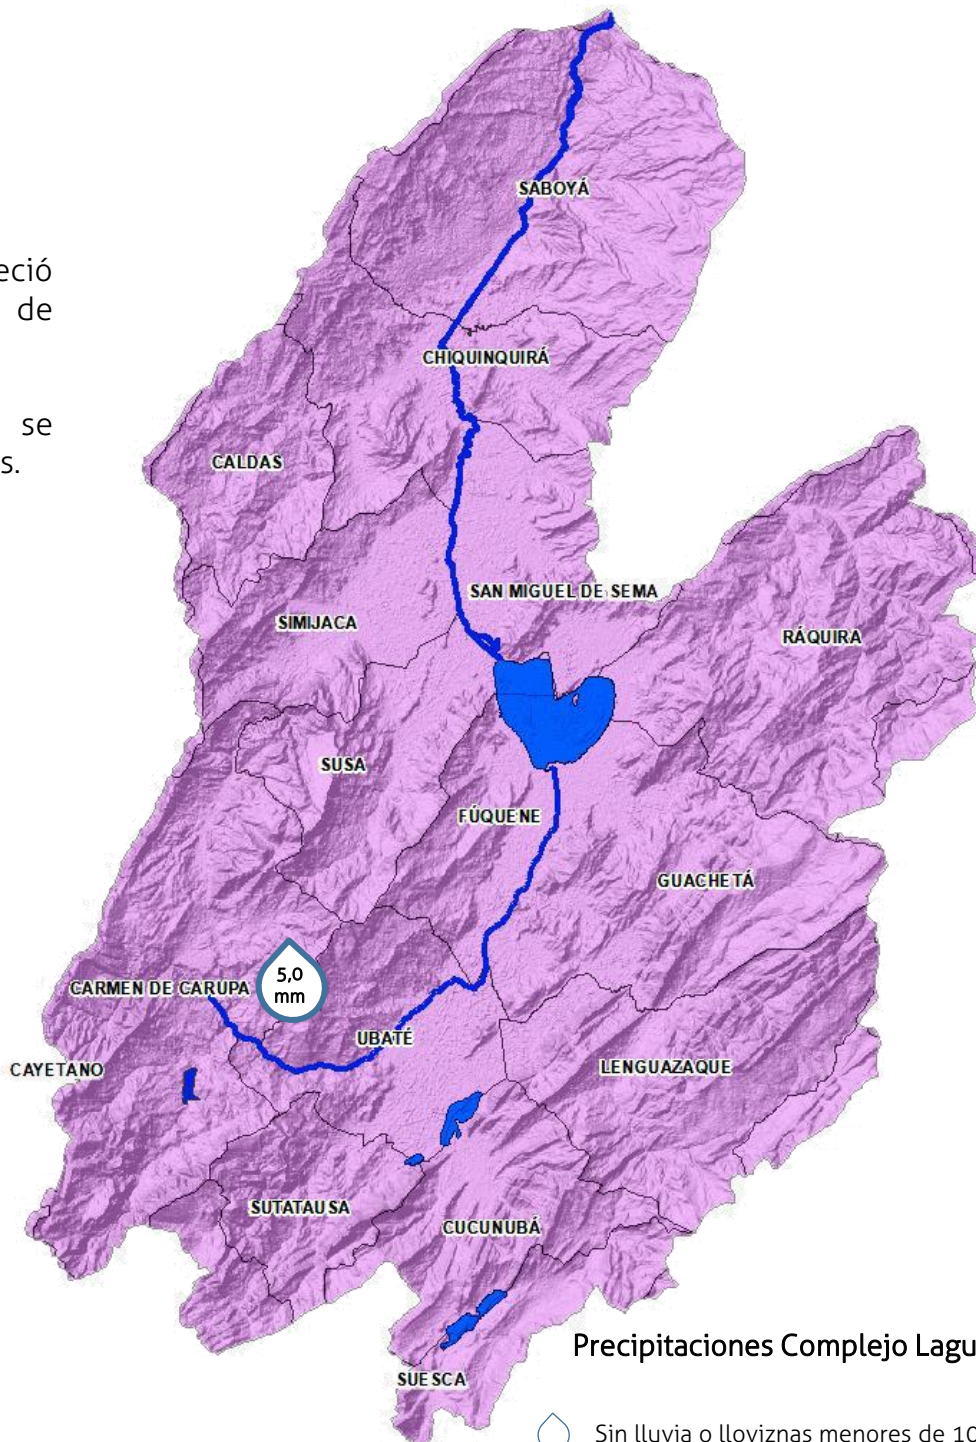 SABOYÁ
eció
de
CHIQUINQUIRÁ
se
s.
CALDAS
SAN MIGUEL DE SEMA
SIMIJACA
RÁQUIRA
SUSA
FÚQUENE
GUACHETÁ
5,0
mm
CARMEN DE CARUPA
UBATÉ
CAYETANO
LENGUAZAQUE
SUTATAUSA
CUCUNUBÁ
Precipitaciones Complejo Lagu
SUESCA
Sin lluvia o lloviznas menores de 10